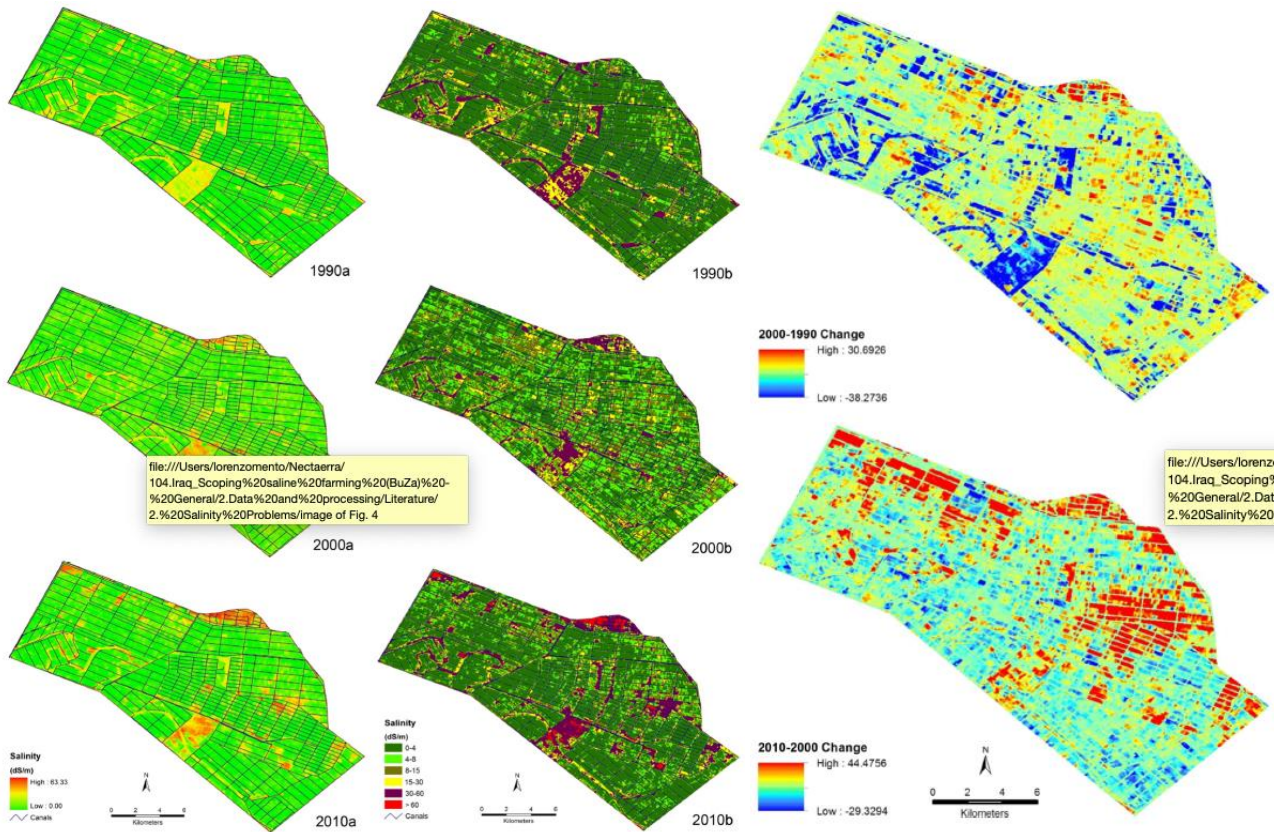 1990a
1990b
2000-1990 Change
High : 30.6926
Low : -38.2736
file:///Users/lorenzomento/Nectaerra/
104.Iraq_Scoping%20saline%20farming%20(BuZa)%20-
%20General/2.Data%20and%20processing/Literature/
2.%20Salinity%20Problems/image of Fig. 4
2000a
2000b
file:///Users/lorenzo
104.Iraq_Scoping%
%20General/2.Dat
2.%20Salinity%20
Salinity
(dS/m)
High : 63.33
Low : 0.00
Canals
N
0 2 4 6
Kilometers
2010a
Salinity
(dS/m)
0-4
4-8
8-15
15-30
30-60
> 60
Canals
N
0 2 4 6
Kilometers
2010b
2010-2000 Change
High : 44.4756
Low : -29.3294
N
0 2 4 6
Kilometers